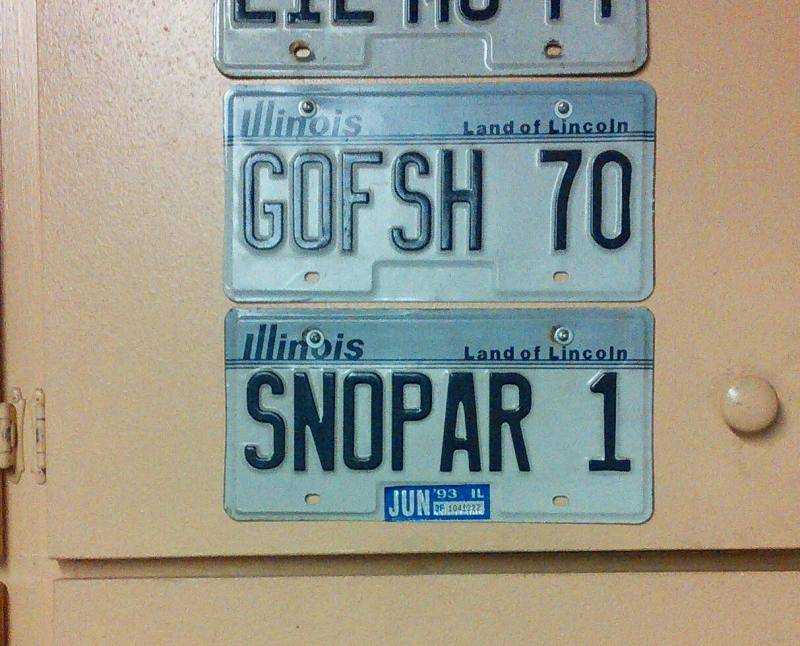 Illinois Land of Lincoln
GOFSH 70
Illinois Land of Lincoln
SNOPAR 1
JUN '93 IL